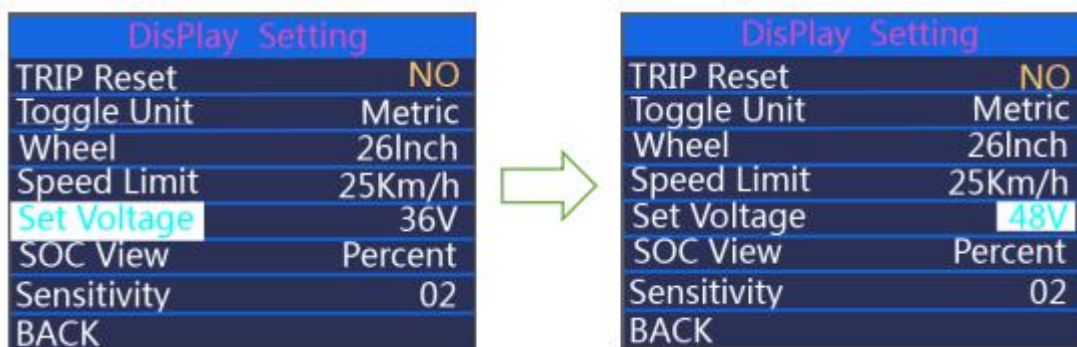 DisPlay Setting
TRIP Reset NO
Toggle Unit Metric
Wheel 26Inch
Speed Limit 25Km/h
Set Voltage 36V
SOC View Percent
Sensitivity 02
BACK
DisPlay Setting
TRIP Reset NO
Toggle Unit Metric
Wheel 26Inch
Speed Limit 25Km/h
Set Voltage 48V
SOC View Percent
Sensitivity 02
BACK